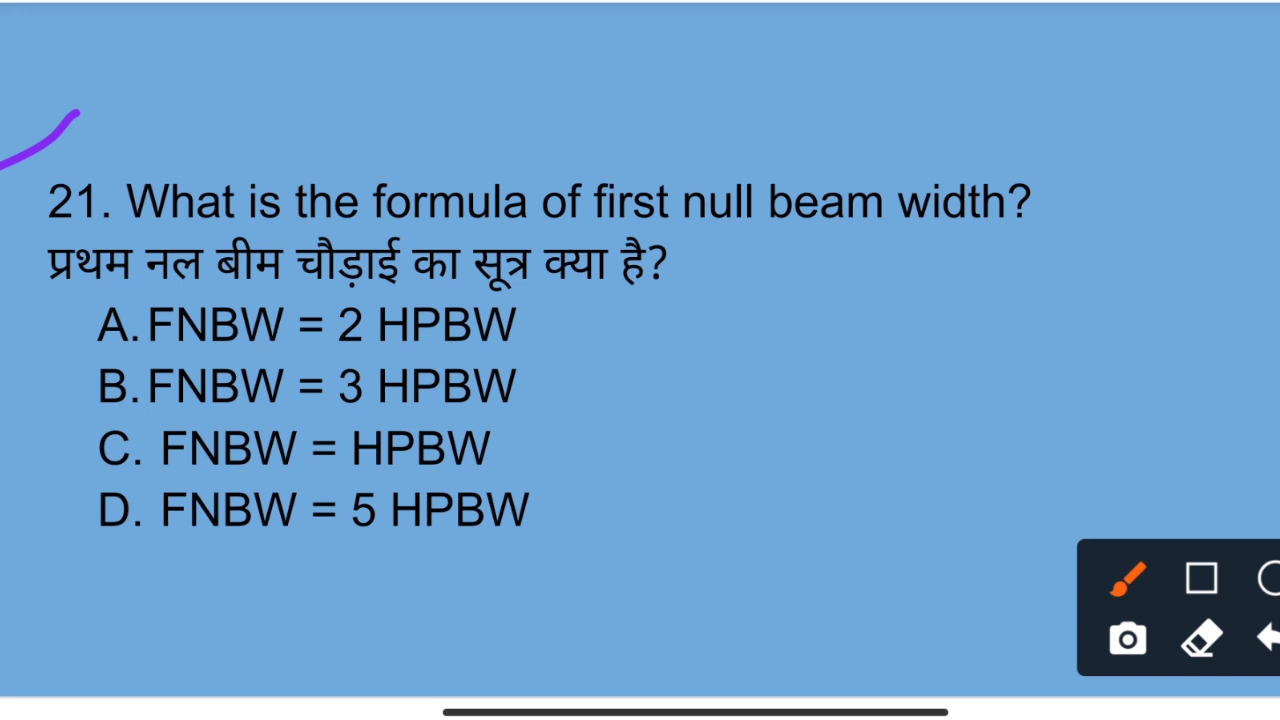 21. What is the formula of first null beam width?
प्रथम नल बीम चौड़ाई का सूत्र क्या है?
A. FNBW = 2 HPBW
B. FNBW = 3 HPBW
C. FNBW = HPBW
D. FNBW = 5 HPBW